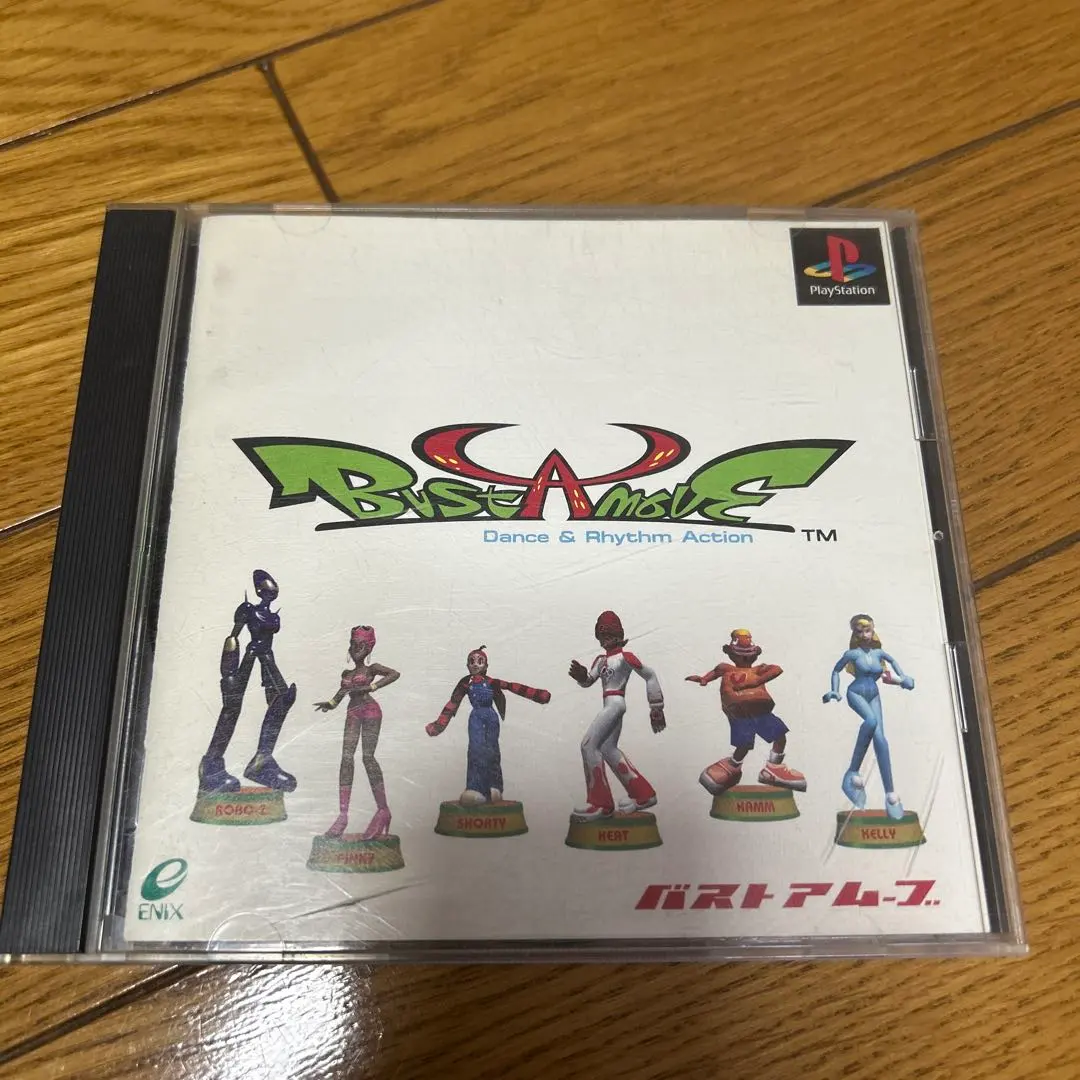 PlayStation
BUST A MOVE
Dance & Rhythm Action TM
ROBO-Z
PINKY
SHORTY
HEAT
HAMM
KELLY
ENIX
バストアムーブ